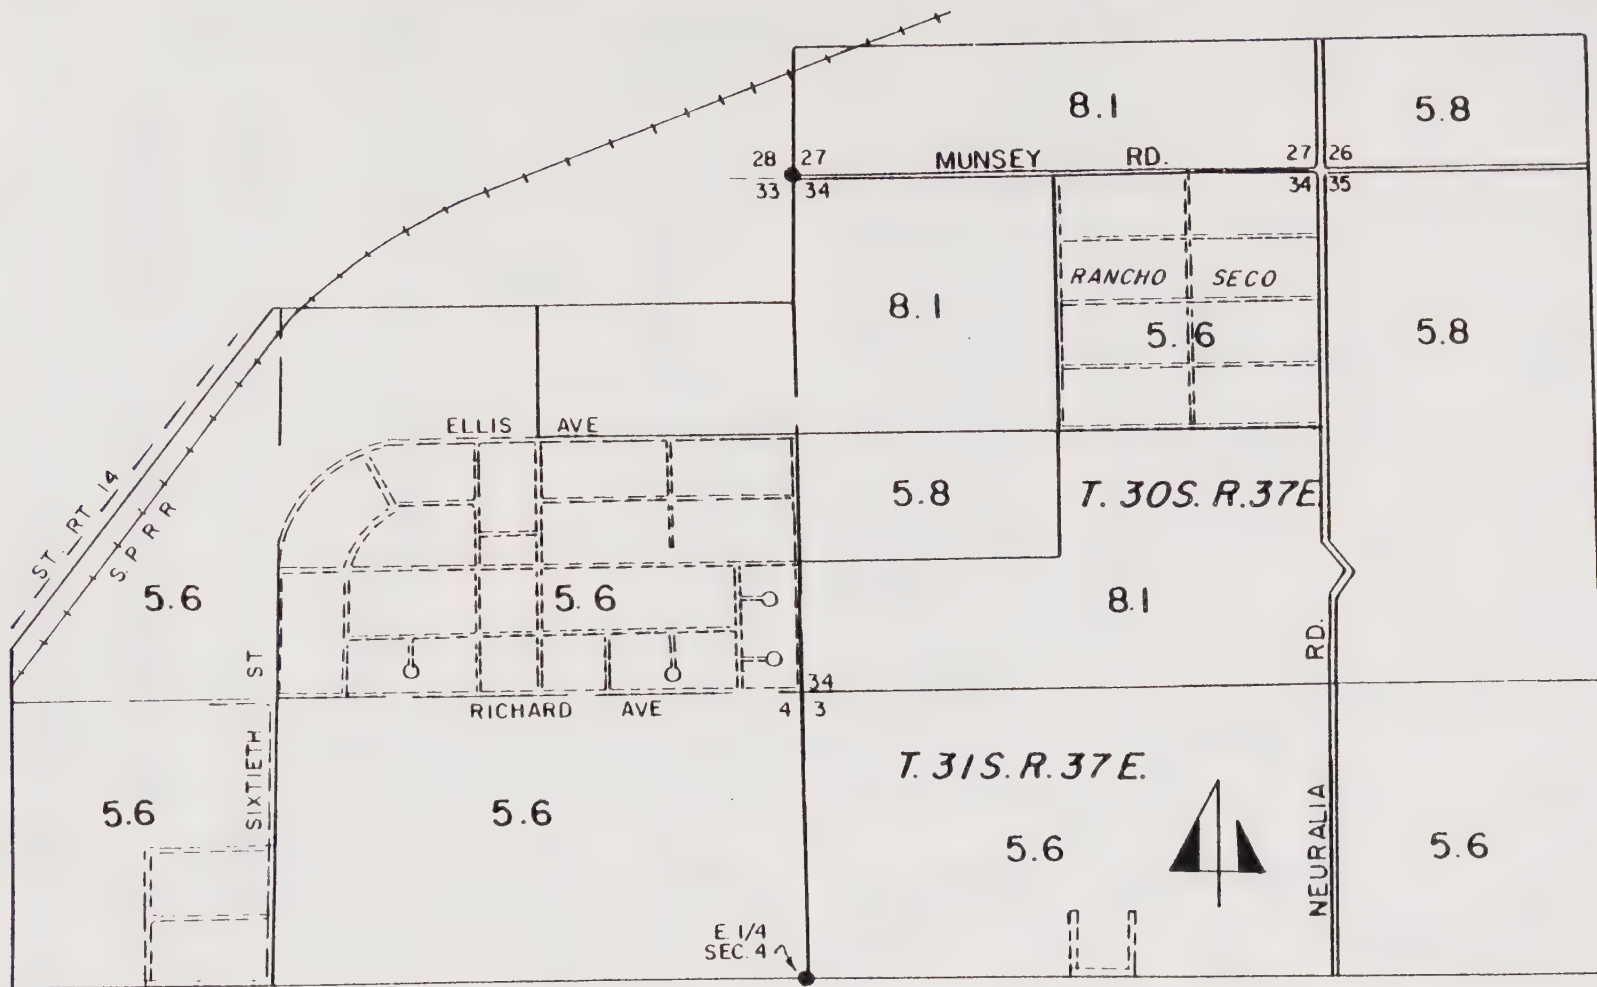 8.1
5.8
28 27
MUNSEY RD.
27 26
33 34
34 35
RANCHO SECO
8.1
5.6
5.8
ELLIS AVE
ST. RT 14
S.P.R R
5.8
T. 30S. R.37E.
5.6
5.6
8.1
RD.
ST
34
RICHARD AVE
4 3
SIXTIETH
T. 31S. R. 37E.
5.6
5.6
5.6
5.6
NEURALIA
E. 1/4
SEC. 4